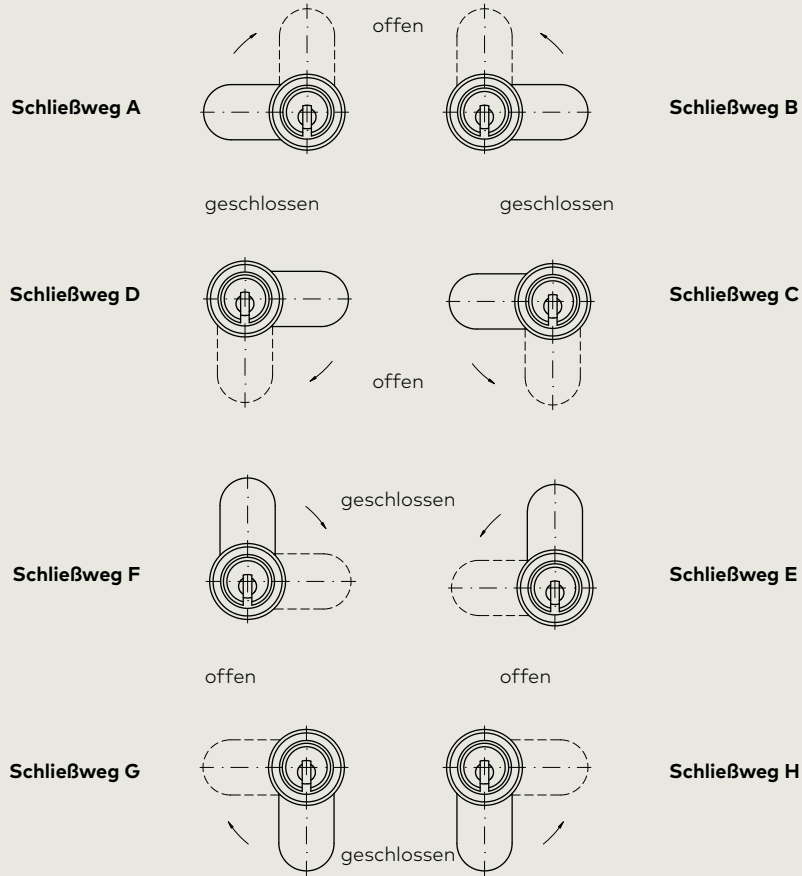 offen
Schließweg A
Schließweg B
geschlossen
geschlossen
Schließweg D
Schließweg C
offen
geschlossen
Schließweg F
Schließweg E
offen
offen
Schließweg G
Schließweg H
geschlossen